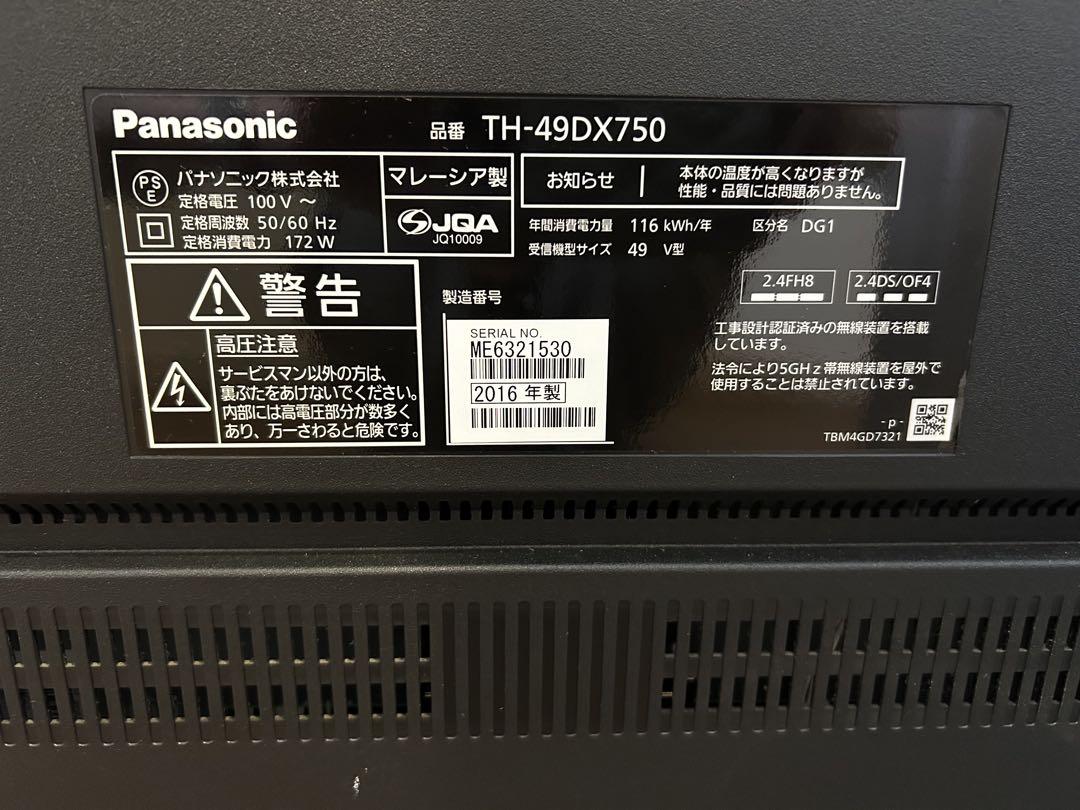 Panasonic
品番 TH-49DX750
PS
E
パナソニック株式会社
定格電圧 100 V ～
定格周波数 50/60 Hz
定格消費電力 172 W
マレーシア製
JQA
JQ10009
お知らせ
本体の温度が高くなりますが
性能・品質には問題ありません。
年間消費電力量 116 kWh/年 区分名 DG1
受信機型サイズ 49 V型
2.4FH8
2.4DS/OF4
警告
高圧注意
サービスマン以外の方は、
裏ぶたをあけないでください。
内部には高電圧部分が数多く
あり、万一さわると危険です。
製造番号
SERIAL NO.
ME6321530
2016 年製
工事設計認証済みの無線装置を搭載
しています。
法令により5GHz帯無線装置を屋外で
使用することは禁止されています。
- p -
TBM4GD7321